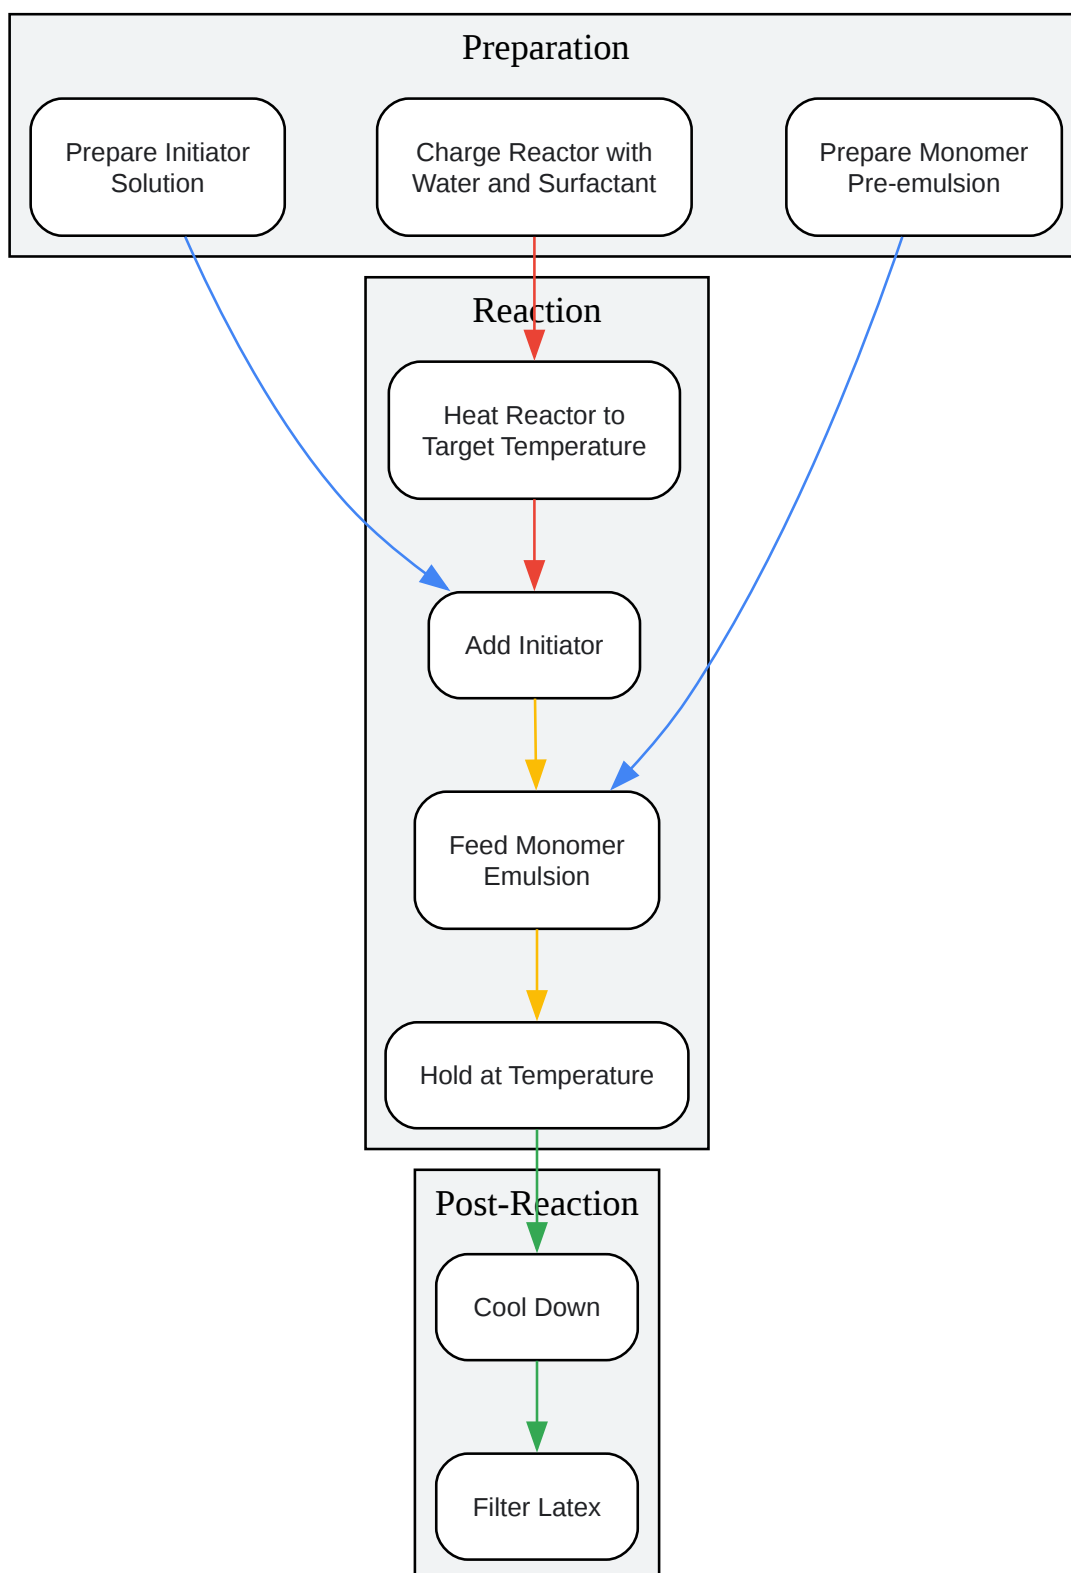 Preparation
Prepare Initiator
Solution
Charge Reactor with
Water and Surfactant
Prepare Monomer
Pre-emulsion
Reaction
Heat Reactor to
Target Temperature
Add Initiator
Feed Monomer
Emulsion
Hold at Temperature
Post-Reaction
Cool Down
Filter Latex